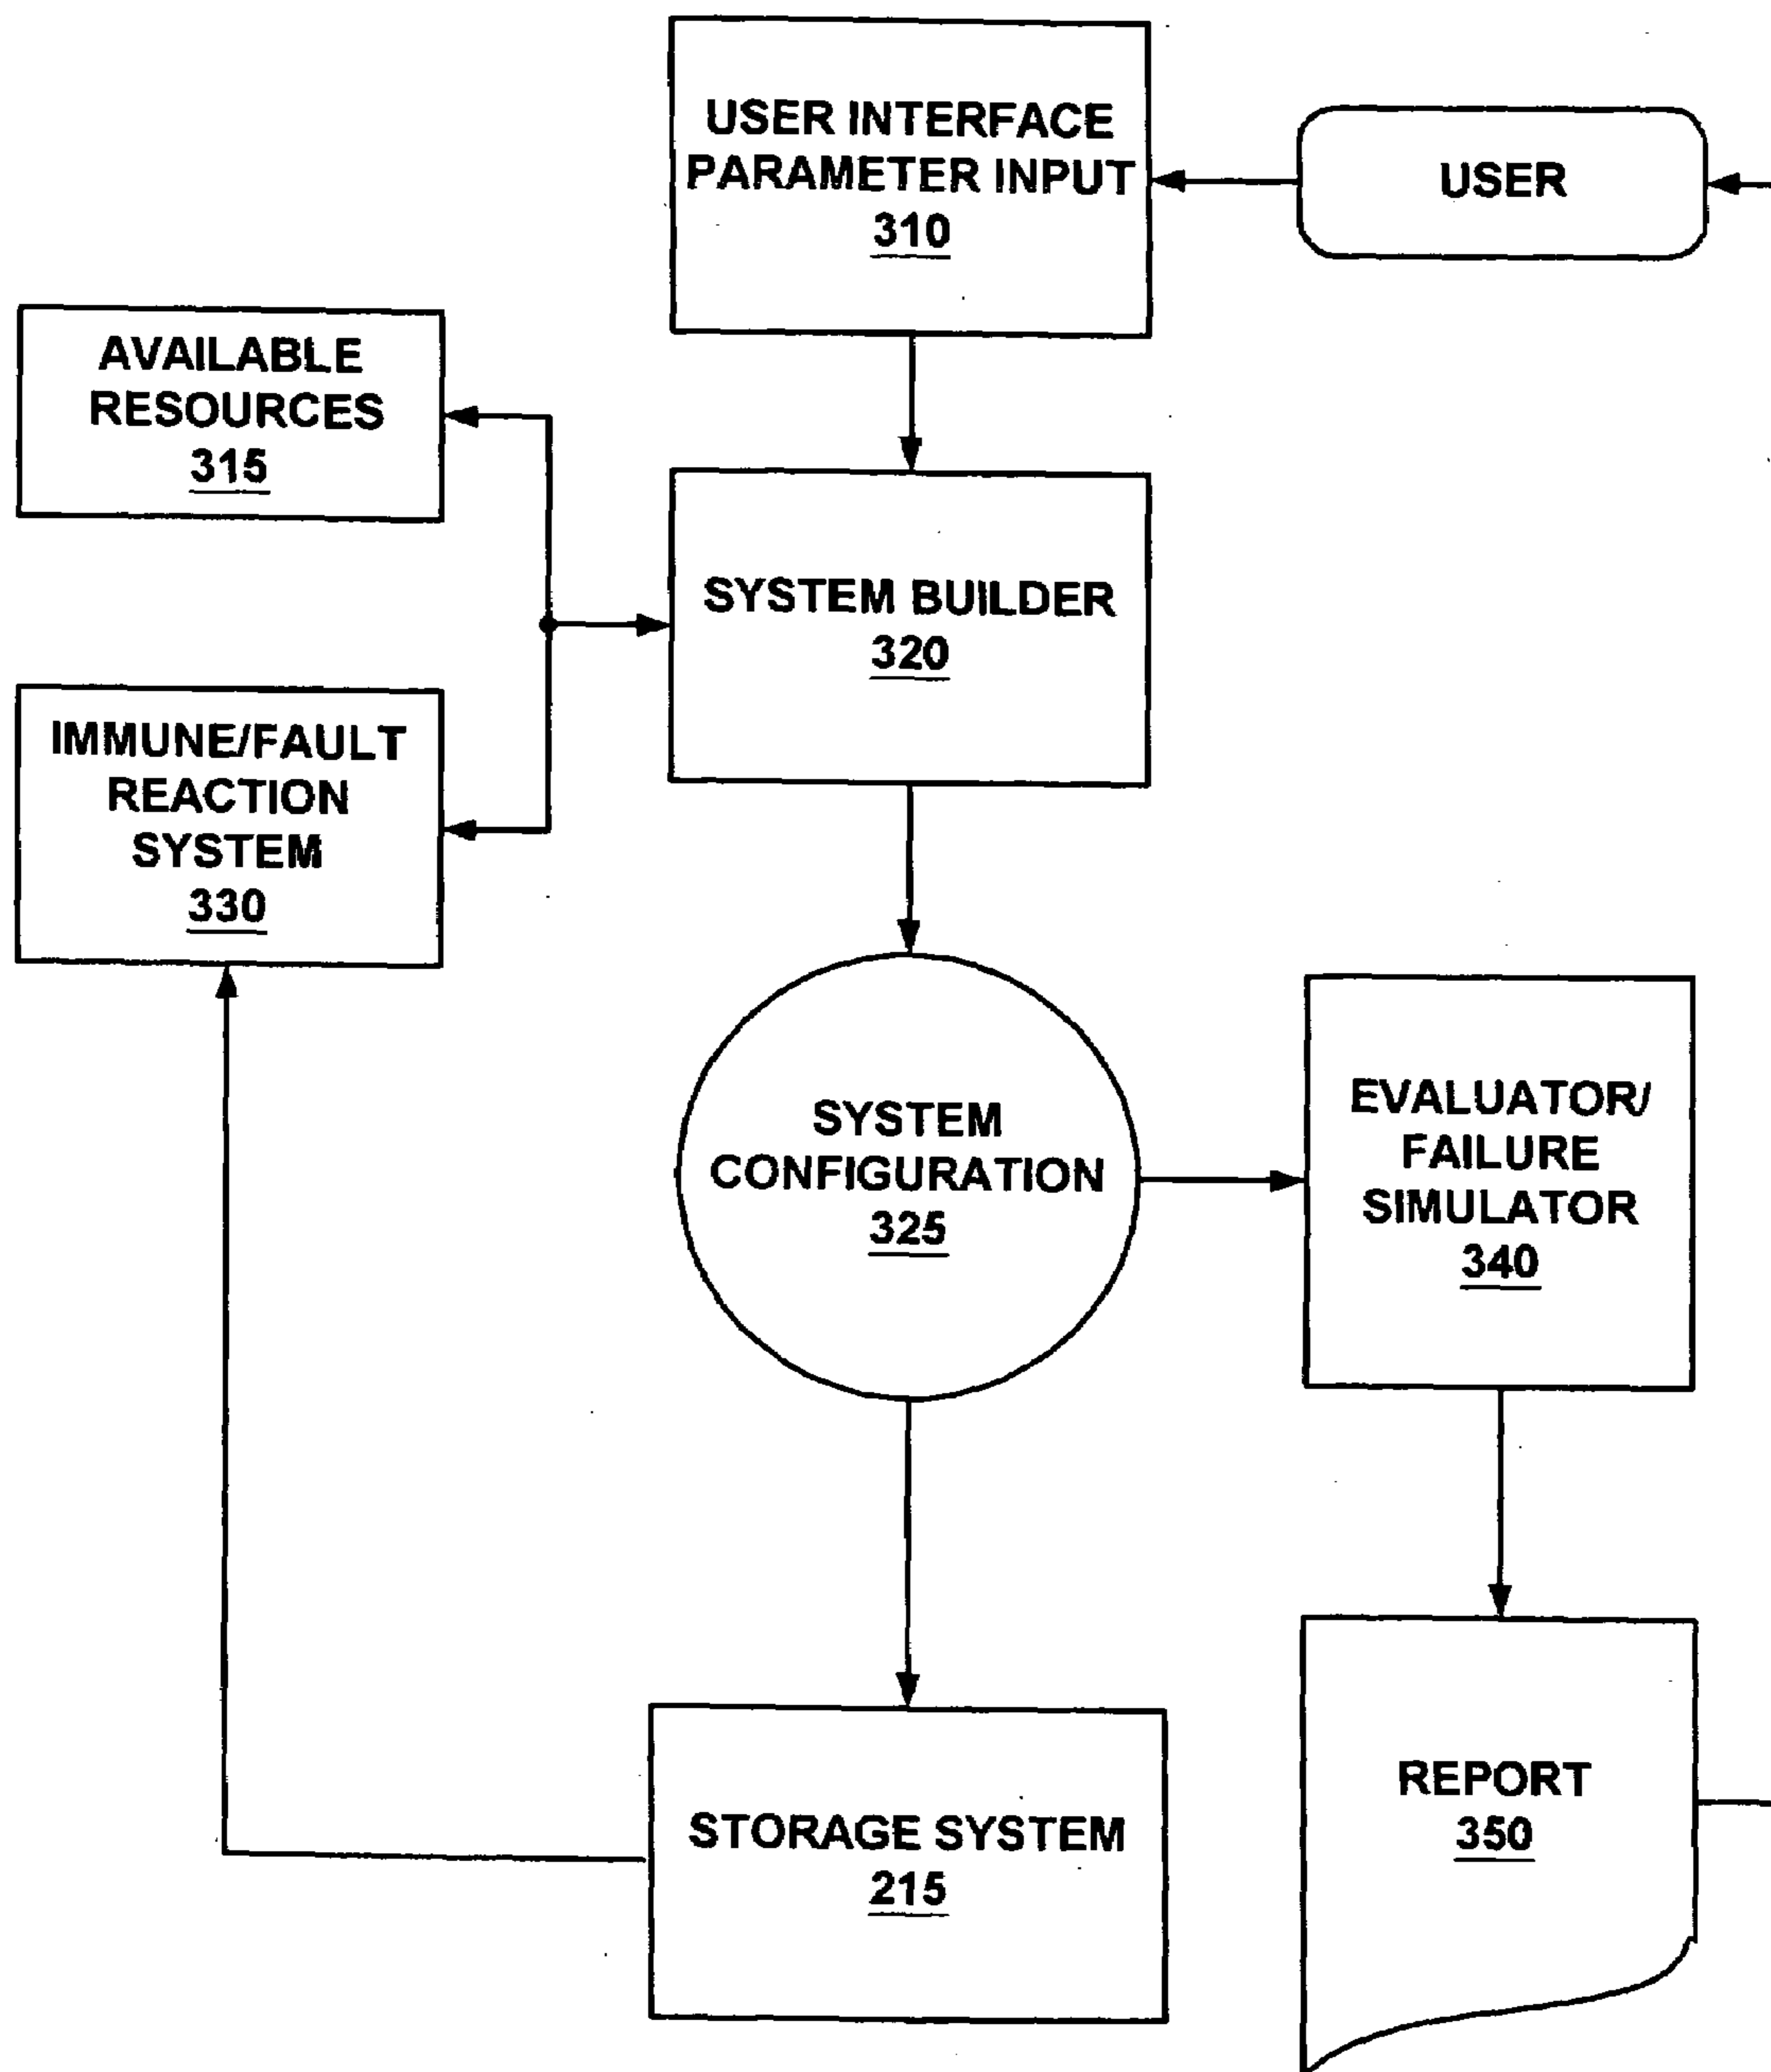 USER INTERFACE
PARAMETER INPUT
310
USER
AVAILABLE
RESOURCES
315
SYSTEM BUILDER
320
IMMUNE/FAULT
REACTION
SYSTEM
330
SYSTEM
CONFIGURATION
325
EVALUATOR/
FAILURE
SIMULATOR
340
STORAGE SYSTEM
215
REPORT
350